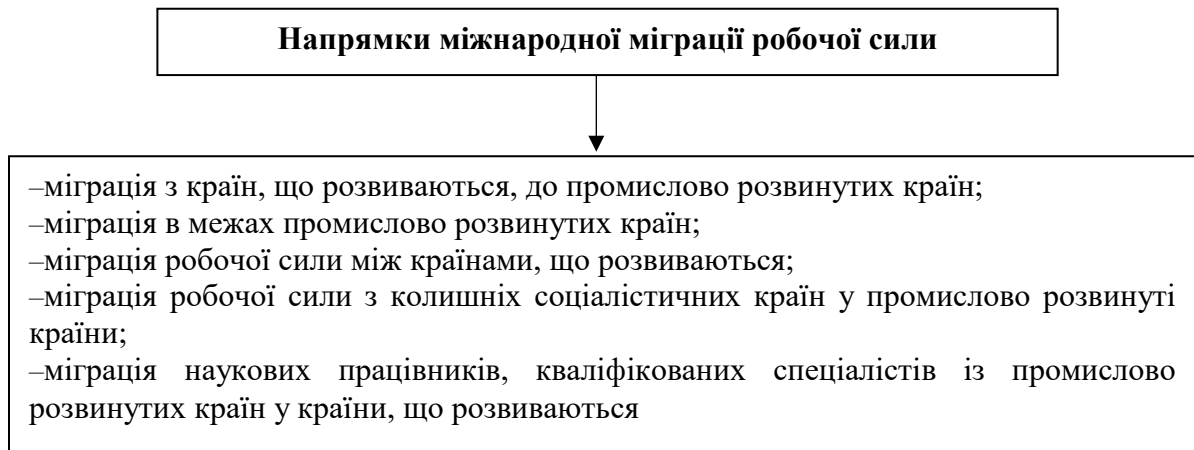 Напрямки міжнародної міграції робочої сили
–міграція з країн, що розвиваються, до промислово розвинутих країн;
–міграція в межах промислово розвинутих країн;
–міграція робочої сили між країнами, що розвиваються;
–міграція робочої сили з колишніх соціалістичних країн у промислово розвинуті
країни;
–міграція наукових працівників, кваліфікованих спеціалістів із промислово
розвинутих країн у країни, що розвиваються